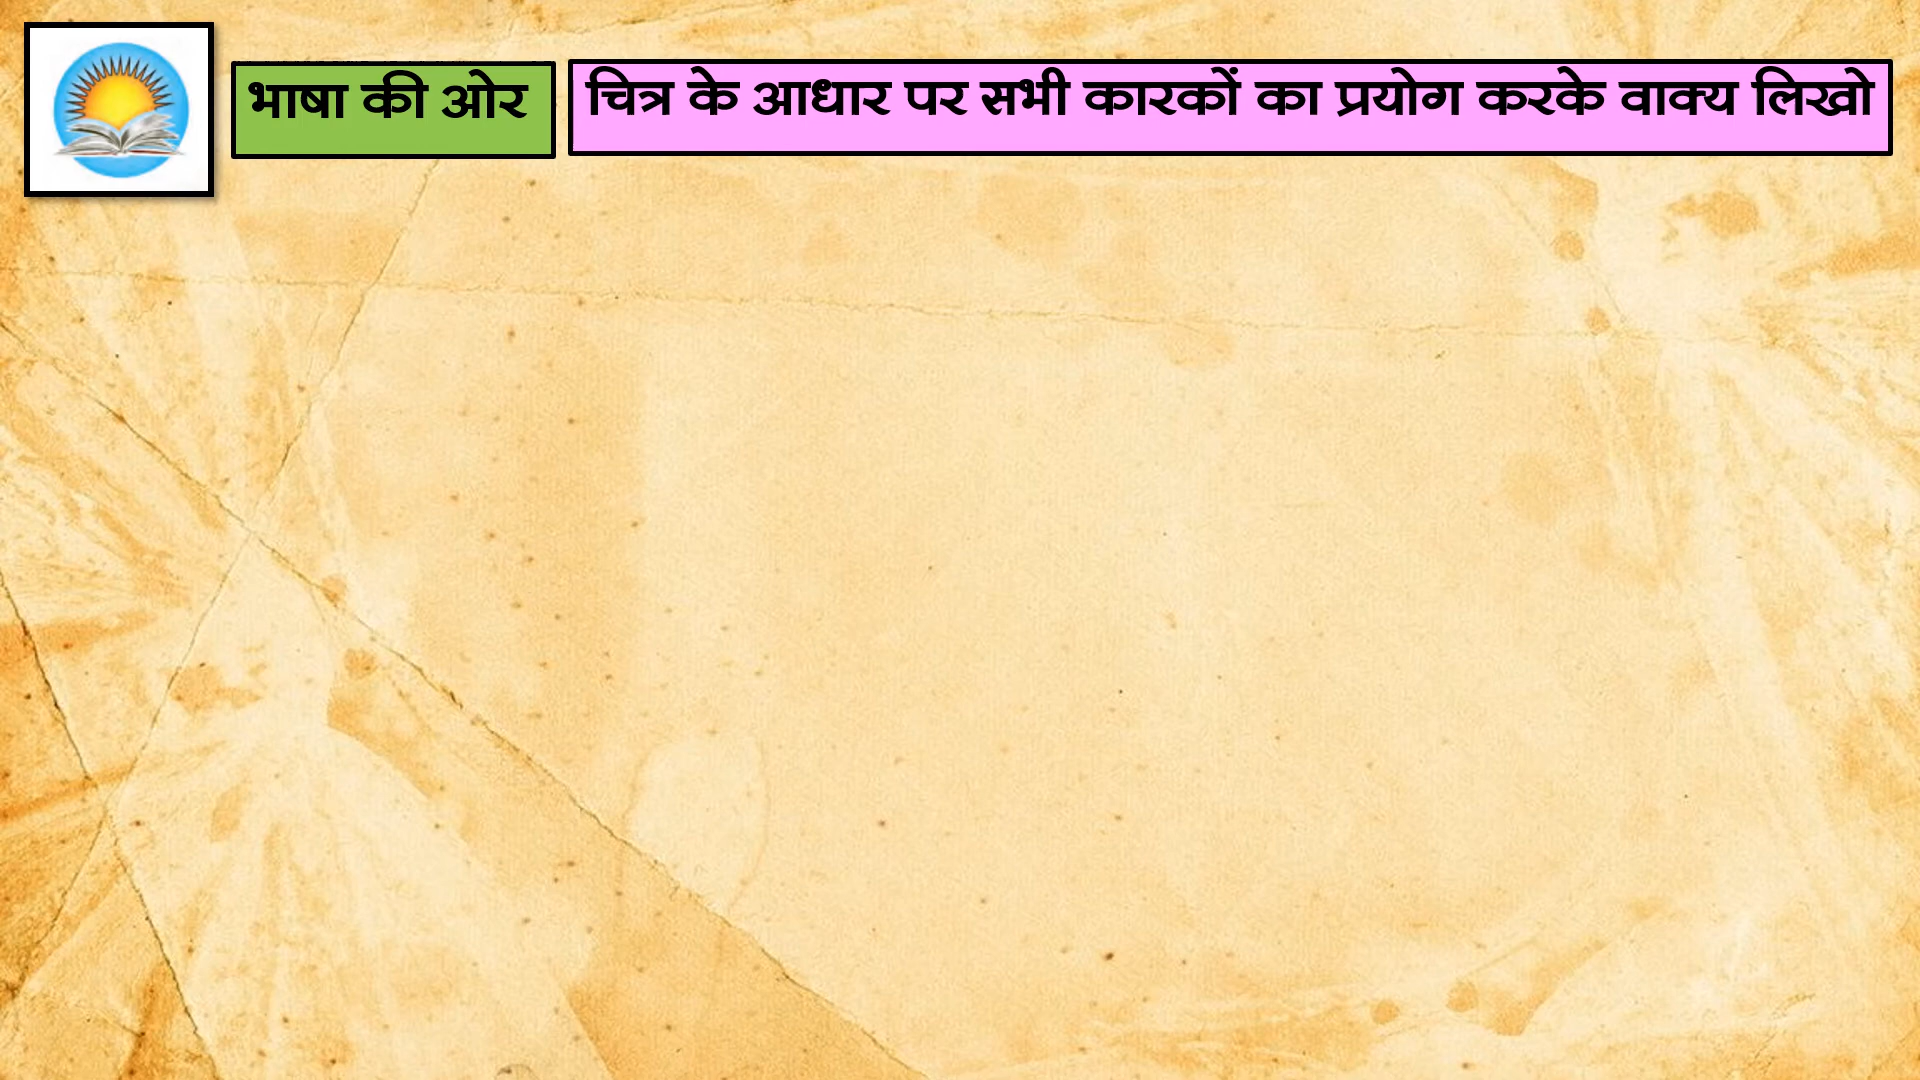 भाषा की ओर
चित्र के आधार पर सभी कारकों का प्रयोग करके वाक्य लिखो